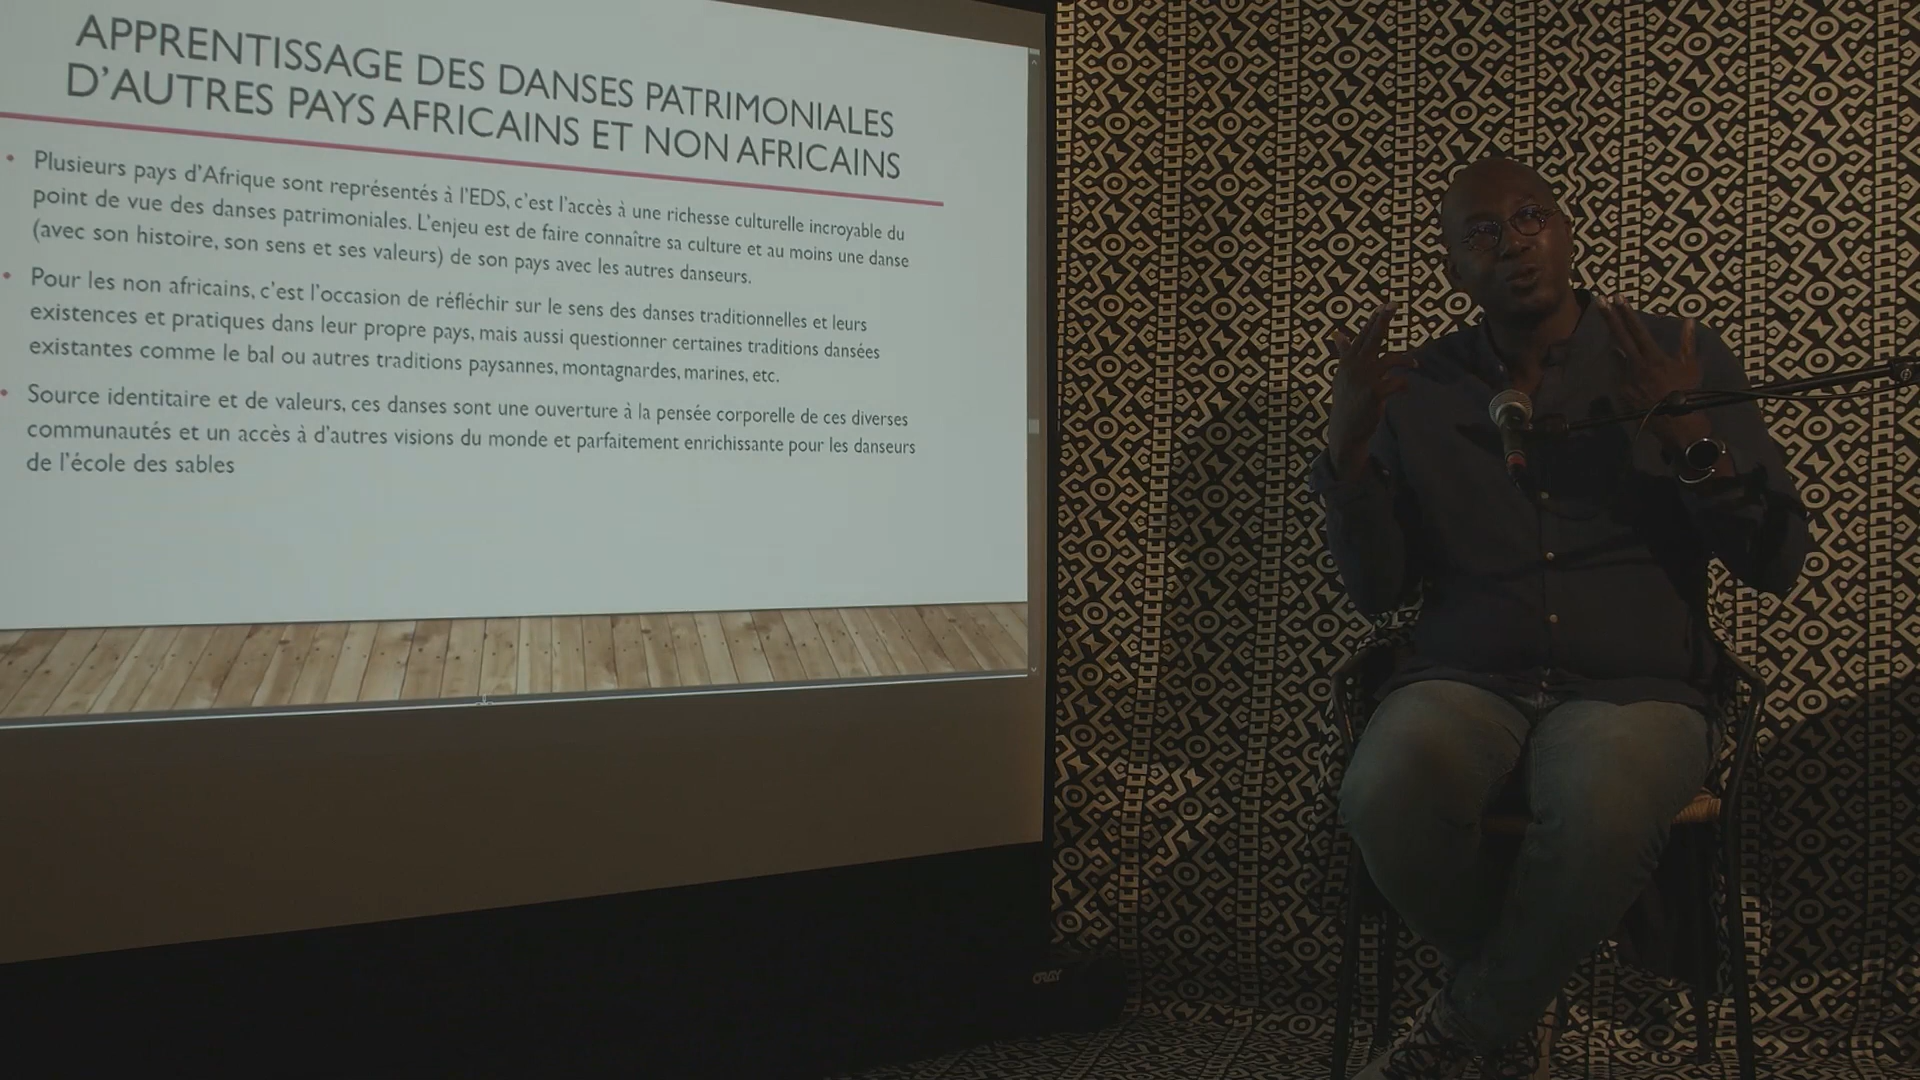 APPRENTISSAGE DES DANSES PATRIMONIALES
D'AUTRES PAYS AFRICAINS ET NON AFRICAINS
• Plusieurs pays d'Afrique sont représentés à l'EDS, c'est l'accès à une richesse culturelle incroyable du
point de vue des danses patrimoniales. L'enjeu est de faire connaître sa culture et au moins une danse
(avec son histoire, son sens et ses valeurs) de son pays avec les autres danseurs.
• Pour les non africains, c'est l'occasion de réfléchir sur le sens des danses traditionnelles et leurs
existences et pratiques dans leur propre pays, mais aussi questionner certaines traditions dansées
existantes comme le bal ou autres traditions paysannes, montagnardes, marines, etc.
• Source identitaire et de valeurs, ces danses sont une ouverture à la pensée corporelle de ces diverses
communautés et un accès à d'autres visions du monde et parfaitement enrichissante pour les danseurs
de l'école des sables